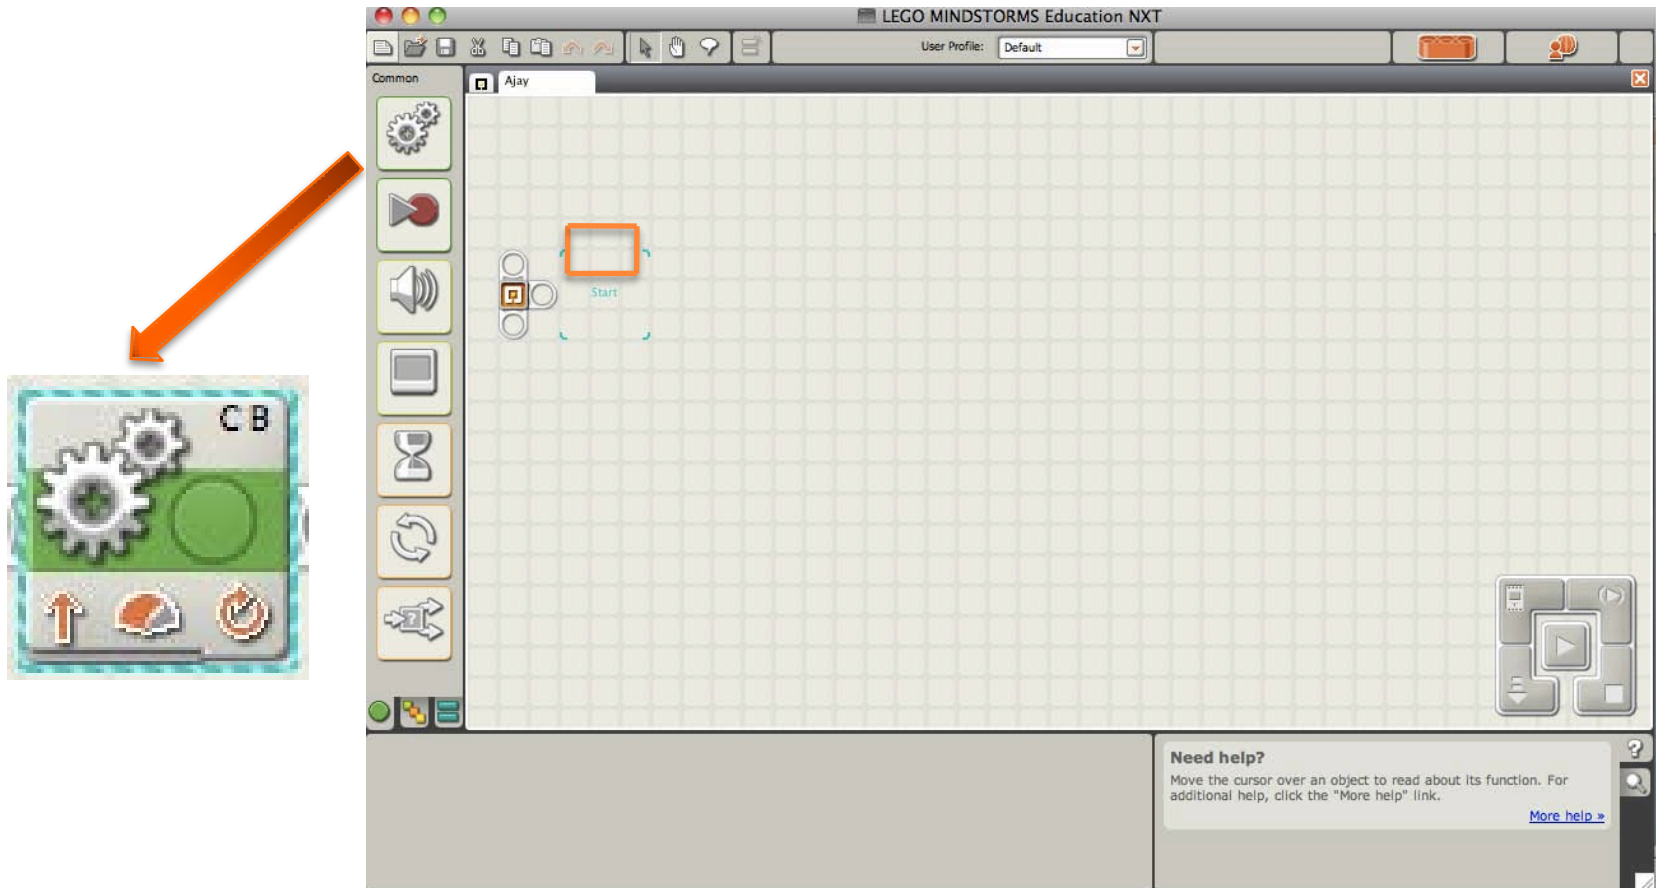 LEGO MINDSTORMS Education NXT
User Profile: Default
Common
Ajay
Start
C B
Need help?
Move the cursor over an object to read about its function. For
additional help, click the "More help" link.
More help »
?
?